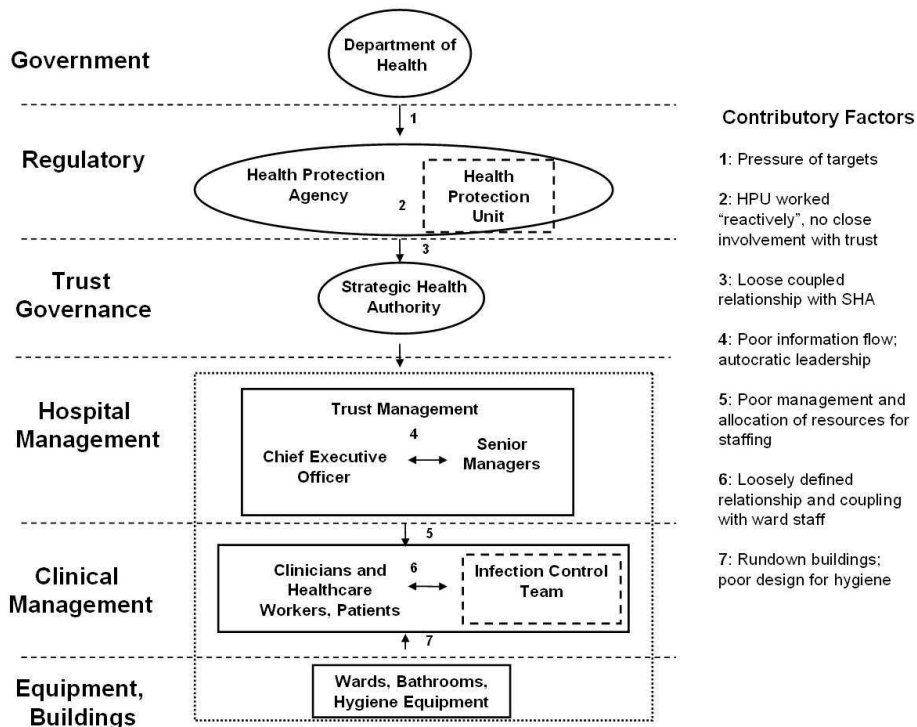 Government
Department of
Health
1
Regulatory
Health Protection
Agency
2
Health
Protection
Unit
3
Trust
Governance
Strategic Health
Authority
Hospital
Management
Trust Management
4
Chief Executive
Officer
Senior
Managers
5
Clinical
Management
Clinicians and
Healthcare
Workers, Patients
6
Infection Control
Team
7
Equipment,
Buildings
Wards, Bathrooms,
Hygiene Equipment
Contributory Factors
1: Pressure of targets
2: HPU worked
“reactively”, no close
involvement with trust
3: Loose coupled
relationship with SHA
4: Poor information flow;
autocratic leadership
5: Poor management and
allocation of resources for
staffing
6: Loosely defined
relationship and coupling
with ward staff
7: Rundown buildings;
poor design for hygiene